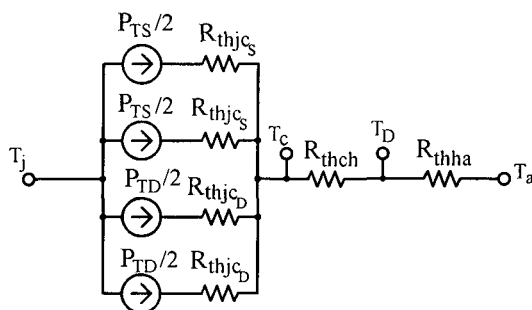 P_TS/2
R_thjc_S
P_TS/2
R_thjc_S
T_j
T_c
T_D
R_thch
R_thha
T_a
P_TD/2
R_thjc_D
P_TD/2
R_thjc_D